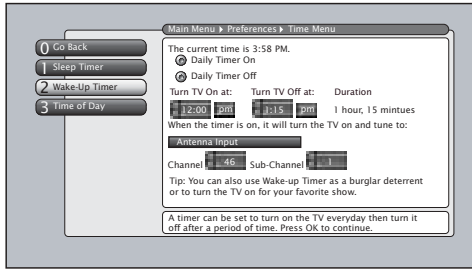 Main Menu ▶ Preferences ▶ Time Menu
0 Go Back
1 Sleep Timer
2 Wake-Up Timer
3 Time of Day
The current time is 3:58 PM.
Daily Timer On
Daily Timer Off
Turn TV On at: Turn TV Off at: Duration
12:00 pm 1:15 pm 1 hour, 15 mintues
When the timer is on, it will turn the TV on and tune to:
Antenna Input
Channel 46 Sub-Channel 1
Tip: You can also use Wake-up Timer as a burglar deterrent
or to turn the TV on for your favorite show.
A timer can be set to turn on the TV everyday then turn it
off after a period of time. Press OK to continue.